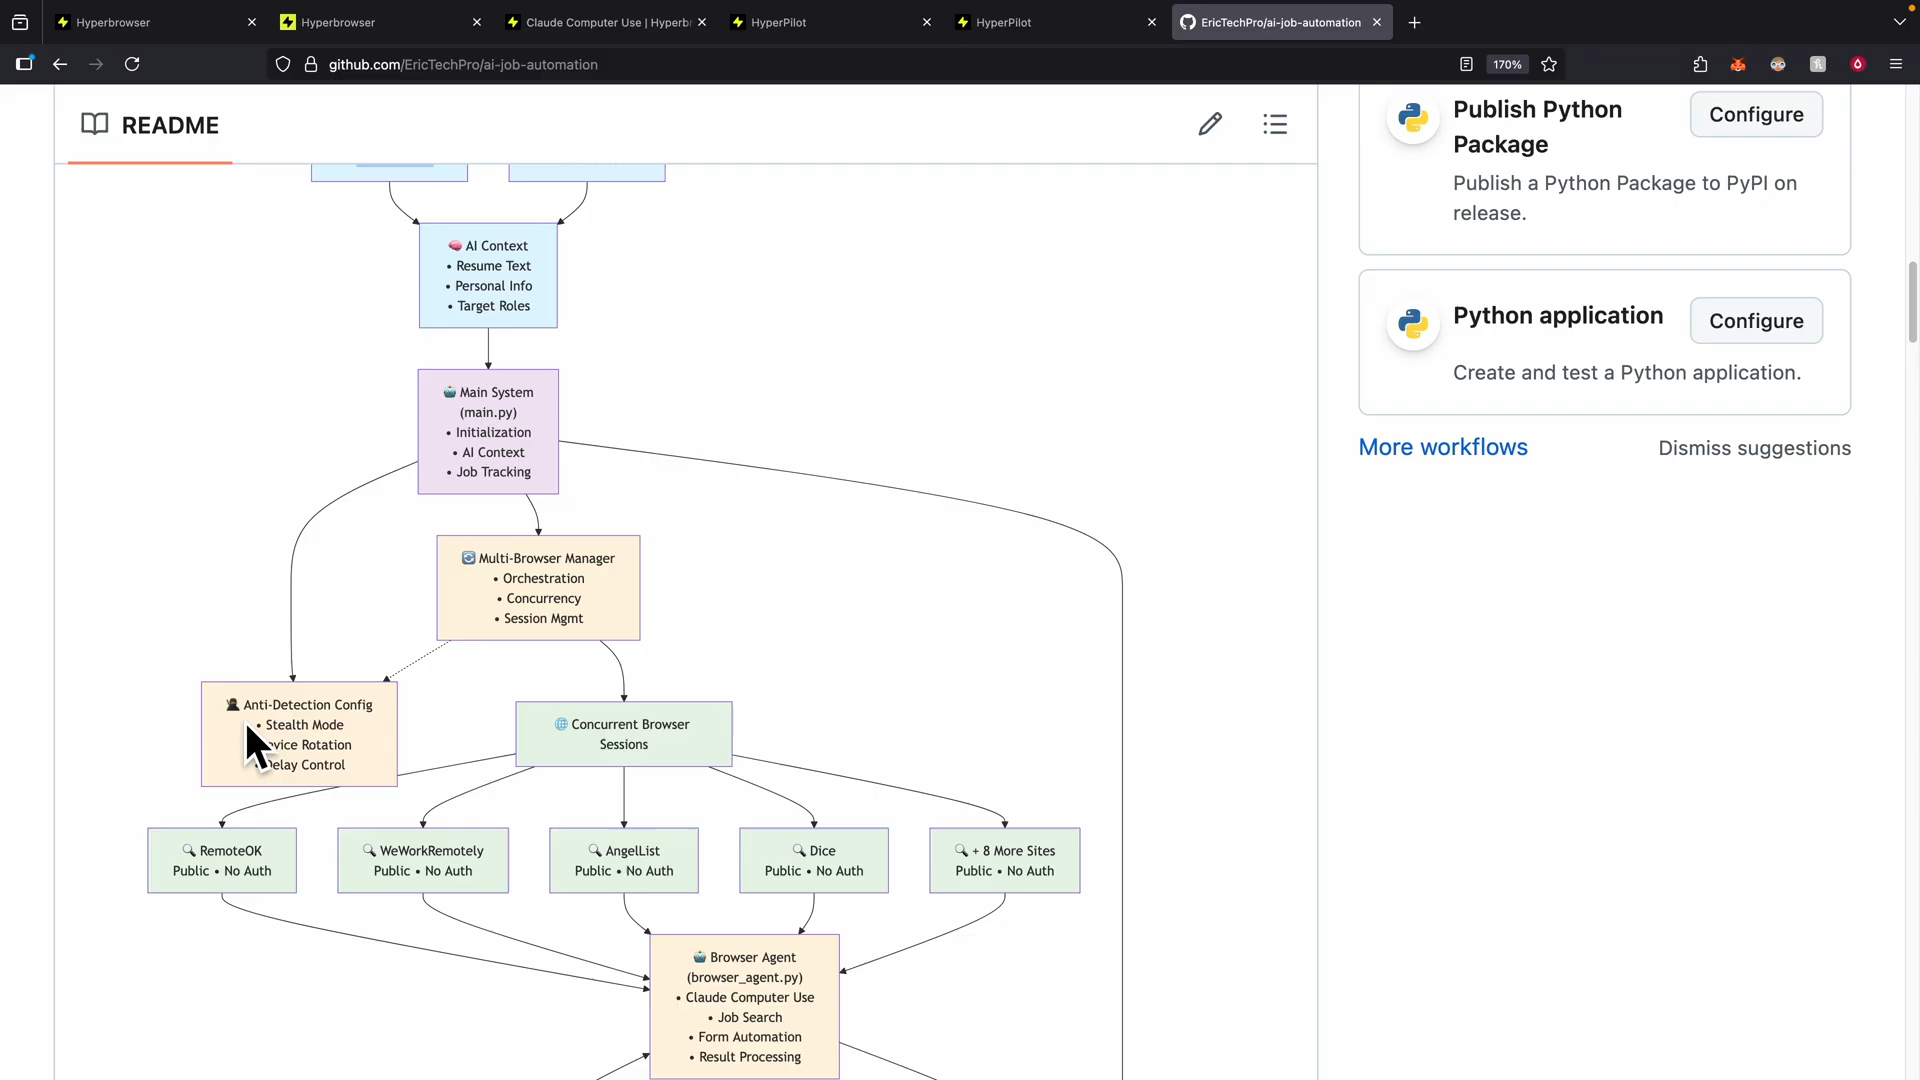 Hyperbrowser
Hyperbrowser
Claude Computer Use | Hyperbr
HyperPilot
HyperPilot
EricTechPro/ai-job-automation
github.com/EricTechPro/ai-job-automation
170%
README
Publish Python
Package
Configure
Publish a Python Package to PyPI on
release.
Python application
Configure
Create and test a Python application.
More workflows
Dismiss suggestions
AI Context
• Resume Text
• Personal Info
• Target Roles
Main System
(main.py)
• Initialization
• AI Context
• Job Tracking
Multi-Browser Manager
• Orchestration
• Concurrency
• Session Mgmt
Anti-Detection Config
• Stealth Mode
Rotation
Control
Concurrent Browser
Sessions
RemoteOK
Public • No Auth
WeWorkRemotely
Public • No Auth
AngelList
Public • No Auth
Dice
Public • No Auth
+ 8 More Sites
Public • No Auth
Browser Agent
(browser_agent.py)
• Claude Computer Use
• Job Search
• Form Automation
• Result Processing